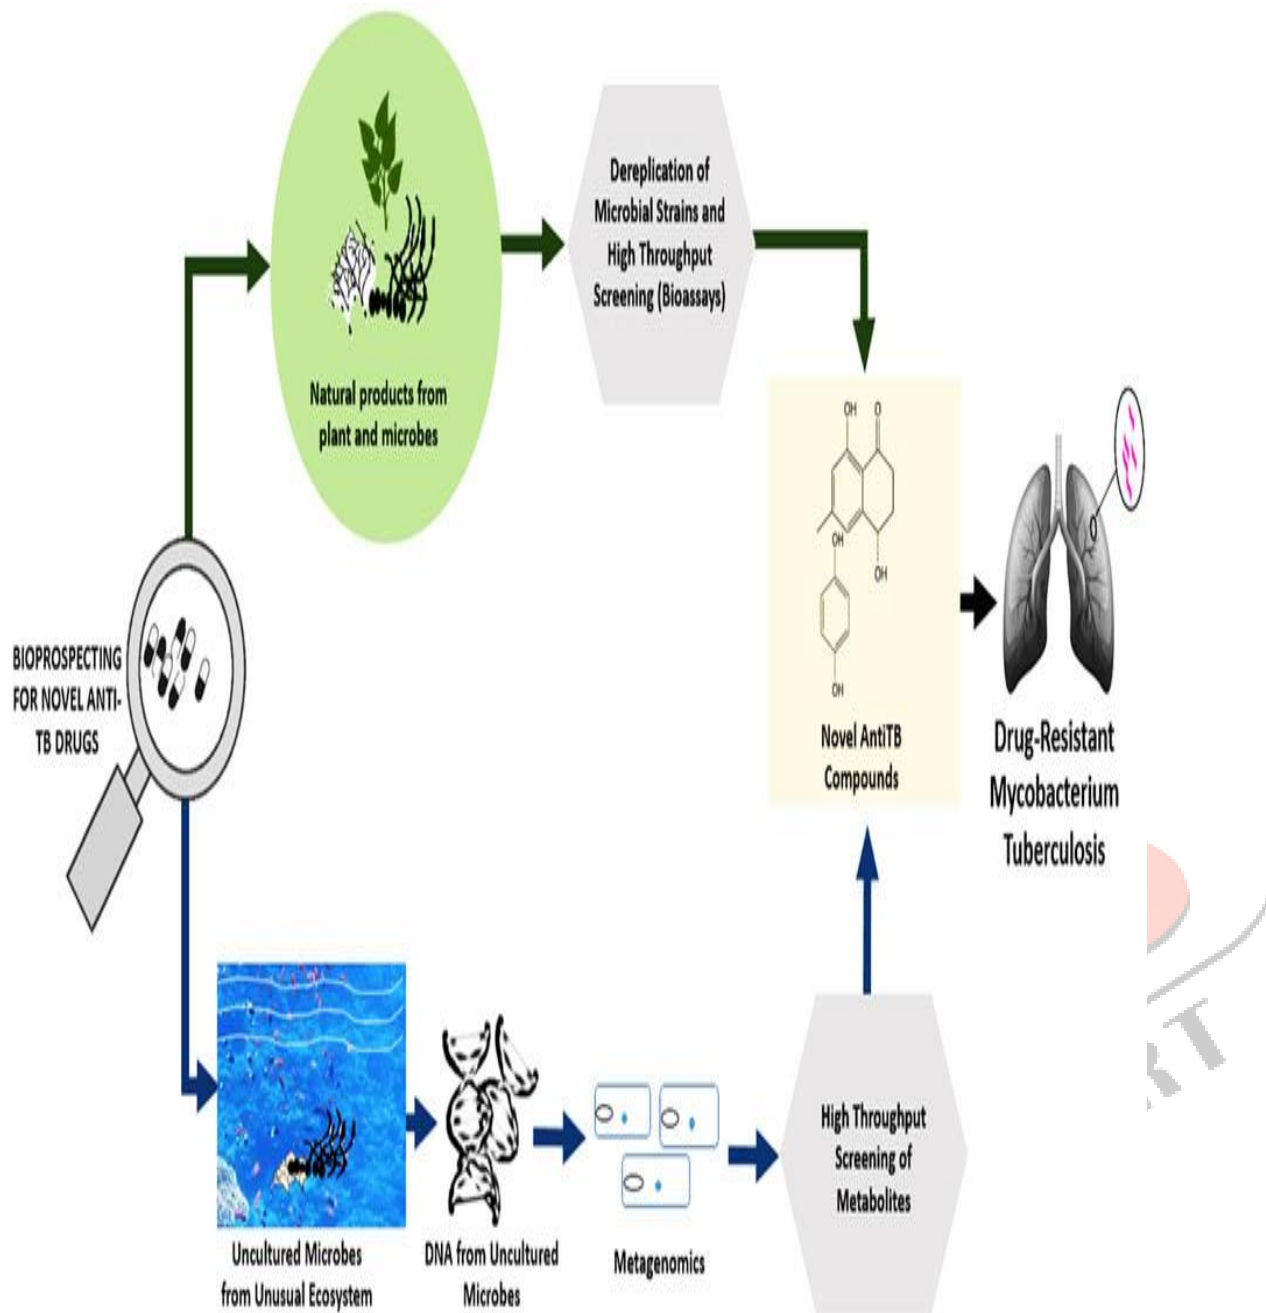 Dereplication of
Microbial Strains and
High Throughput
Screening (Bioassays)
Natural products from
plant and microbes
OH
O
OH
OH
OH
Novel AntiTB
Compounds
BIOPROSPECTING
FOR NOVEL ANTI-
TB DRUGS
Drug-Resistant
Mycobacterium
Tuberculosis
High Throughput
Screening of
Metabolites
Uncultured Microbes
from Unusual Ecosystem
DNA from Uncultured
Microbes
Metagenomics